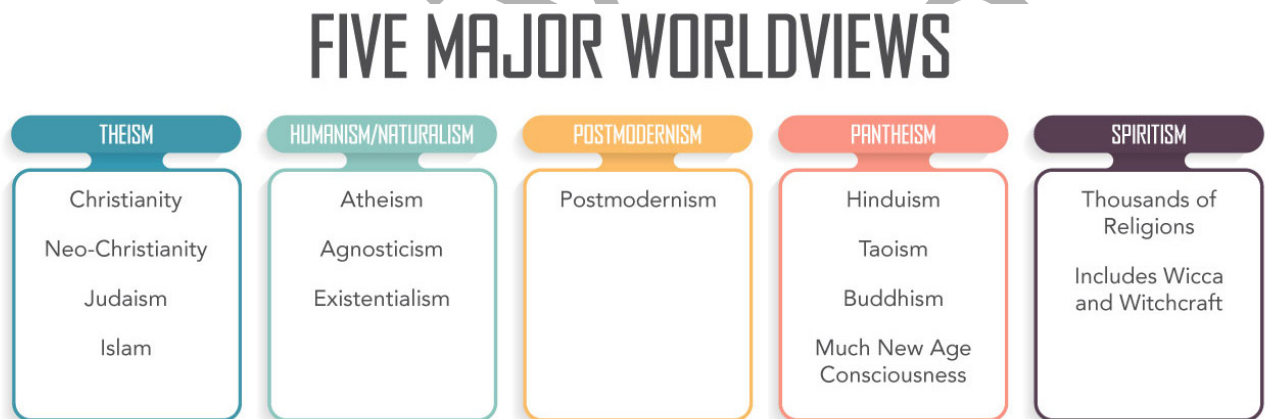 FIVE MAJOR WORLDVIEWS
THEISM
Christianity
Neo-Christianity
Judaism
Islam
HUMANISM/NATURALISM
Atheism
Agnosticism
Existentialism
POSTMODERNISM
Postmodernism
PANTHEISM
Hinduism
Taoism
Buddhism
Much New Age
Consciousness
SPIRITISM
Thousands of
Religions
Includes Wicca
and Witchcraft